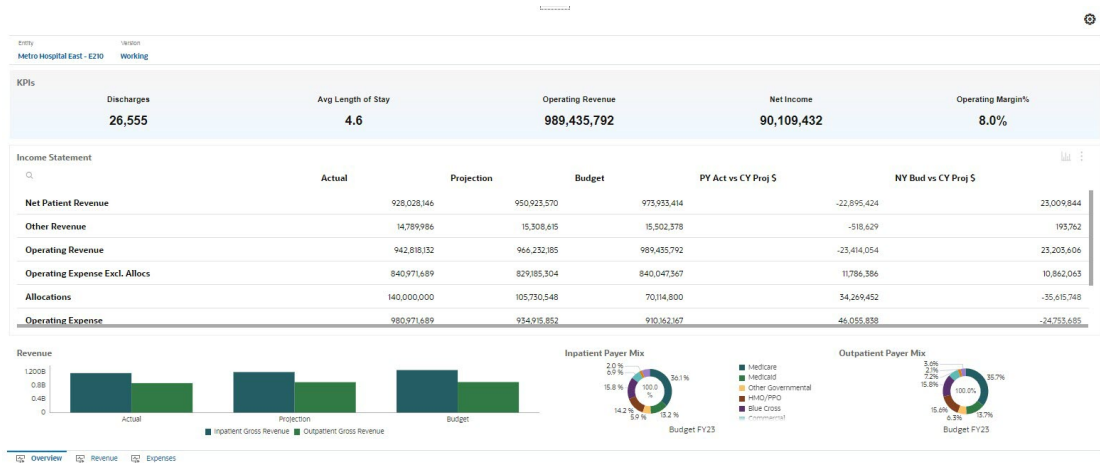 Entity Version
Metro Hospital East - E210 Working
KPIs
Discharges Avg Length of Stay Operating Revenue Net Income Operating Margin%
26,555 4.6 989,435,792 90,109,432 8.0%
Income Statement
Actual Projection Budget PY Act vs CY Proj $ NY Bud vs CY Proj $
Net Patient Revenue 928,028,146 950,923,570 973,933,414 -22,895,424 23,009,844
Other Revenue 14,789,986 15,308,615 15,502,378 -518,629 193,762
Operating Revenue 942,818,132 966,232,185 989,435,792 -23,414,054 23,203,606
Operating Expense Excl. Allocs 840,971,689 829,185,304 840,047,367 11,786,386 10,862,063
Allocations 140,000,000 105,730,548 70,114,800 34,269,452 -35,615,748
Operating Expense 980,971,689 934,915,852 910,162,167 46,055,838 -24,753,685
Revenue
1.200B
0.8B
0.4B
0
Actual Projection Budget
Inpatient Gross Revenue Outpatient Gross Revenue
Inpatient Payer Mix
2.0 %
6.9 %
36.1 %
15.8 %
100.0
%
14.2 %
5.9 %
13.2 %
Budget FY23
Medicare
Medicaid
Other Governmental
HMO/PPO
Blue Cross
Commercial
Outpatient Payer Mix
3.6%
2.1%
7.2%
35.7%
15.8%
100.0%
15.6%
6.3%
13.7%
Budget FY23
Overview Revenue Expenses